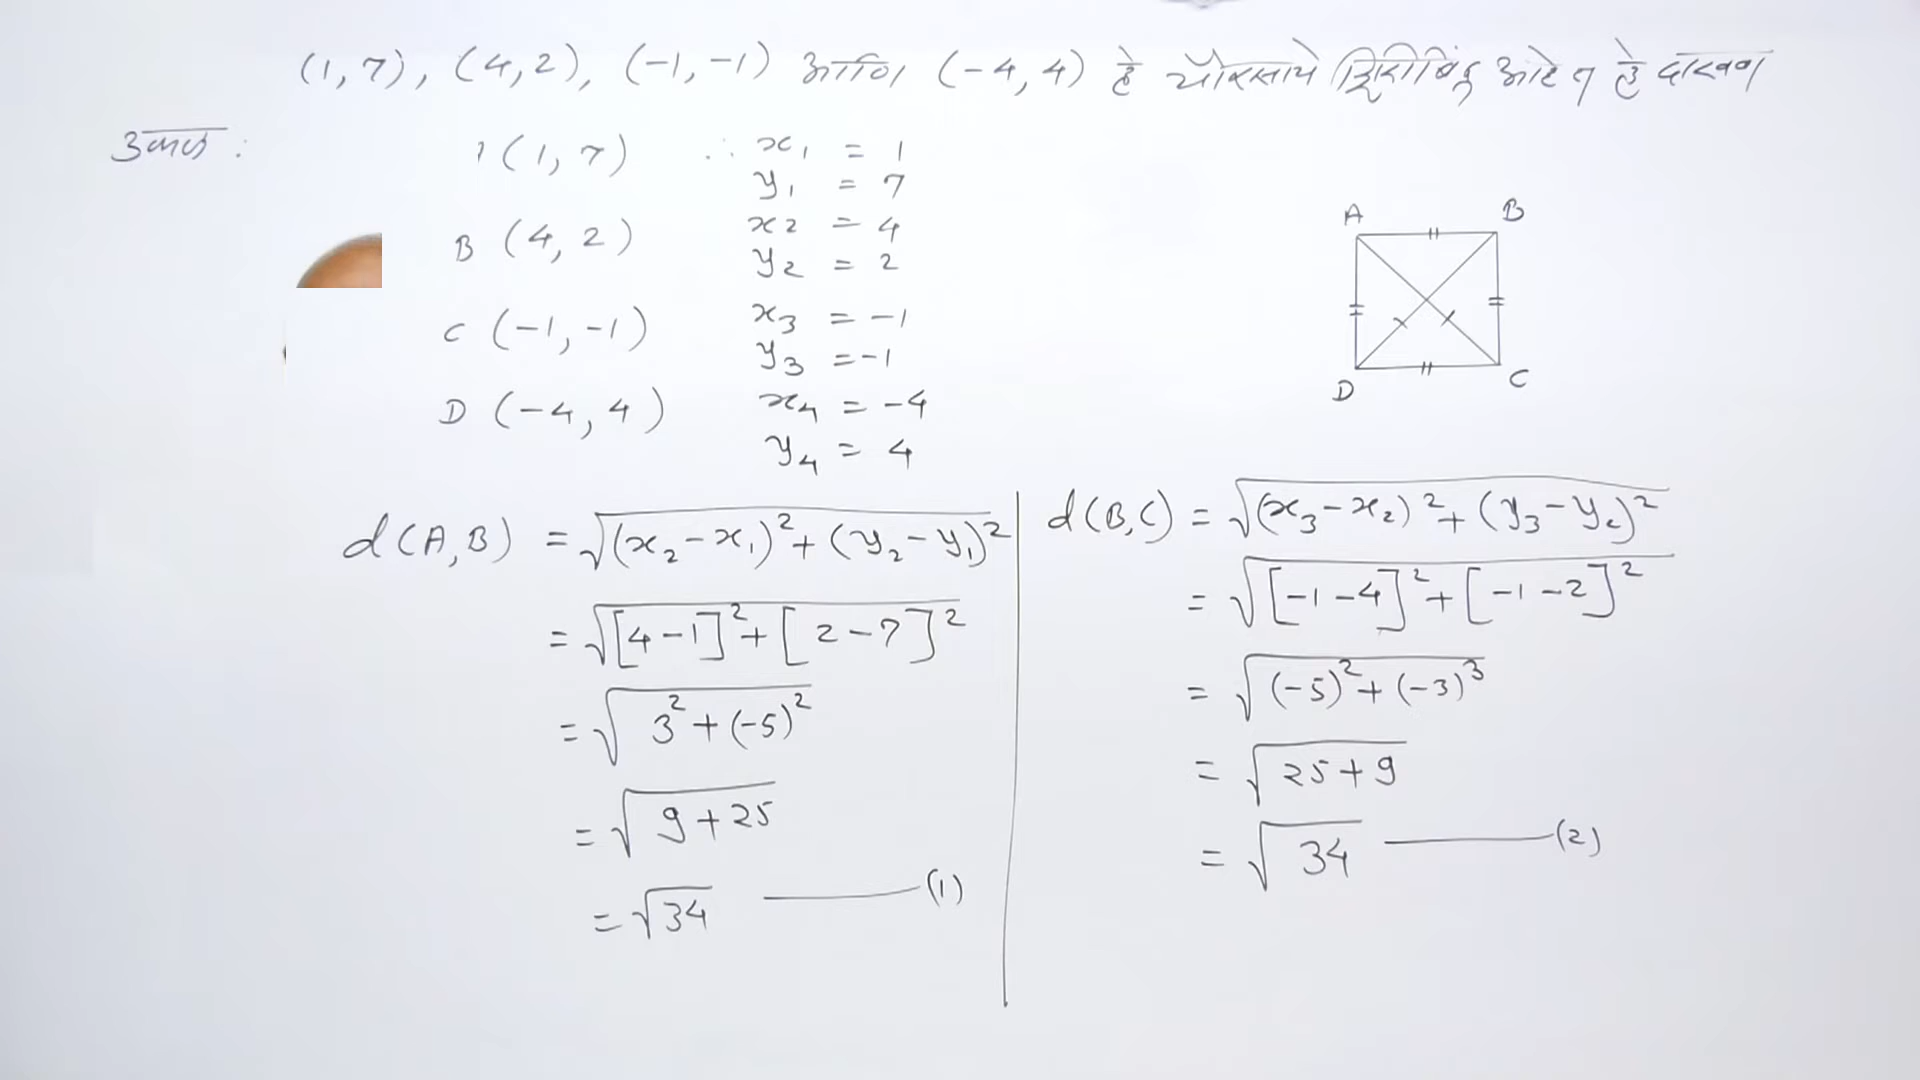 (1, 7), (4, 2), (-1, -1) आणि (-4, 4) हे चौरसाचे शिरोबिंदू आहेत हे दाखवा
उकल :
(1, 7) ∴ x₁ = 1
y₁ = 7
B (4, 2) x₂ = 4
y₂ = 2
C (-1, -1) x₃ = -1
y₃ = -1
D (-4, 4) x₄ = -4
y₄ = 4
A B
D C
d(A,B) = √(x₂-x₁)²+(y₂-y₁)²
= √[4-1]²+[2-7]²
= √3²+(-5)²
= √9+25
= √34 —— (1)
d(B,C) = √(x₃-x₂)²+(y₃-y₂)²
= √[-1-4]²+[-1-2]²
= √(-5)²+(-3)³
= √25+9
= √34 —— (2)